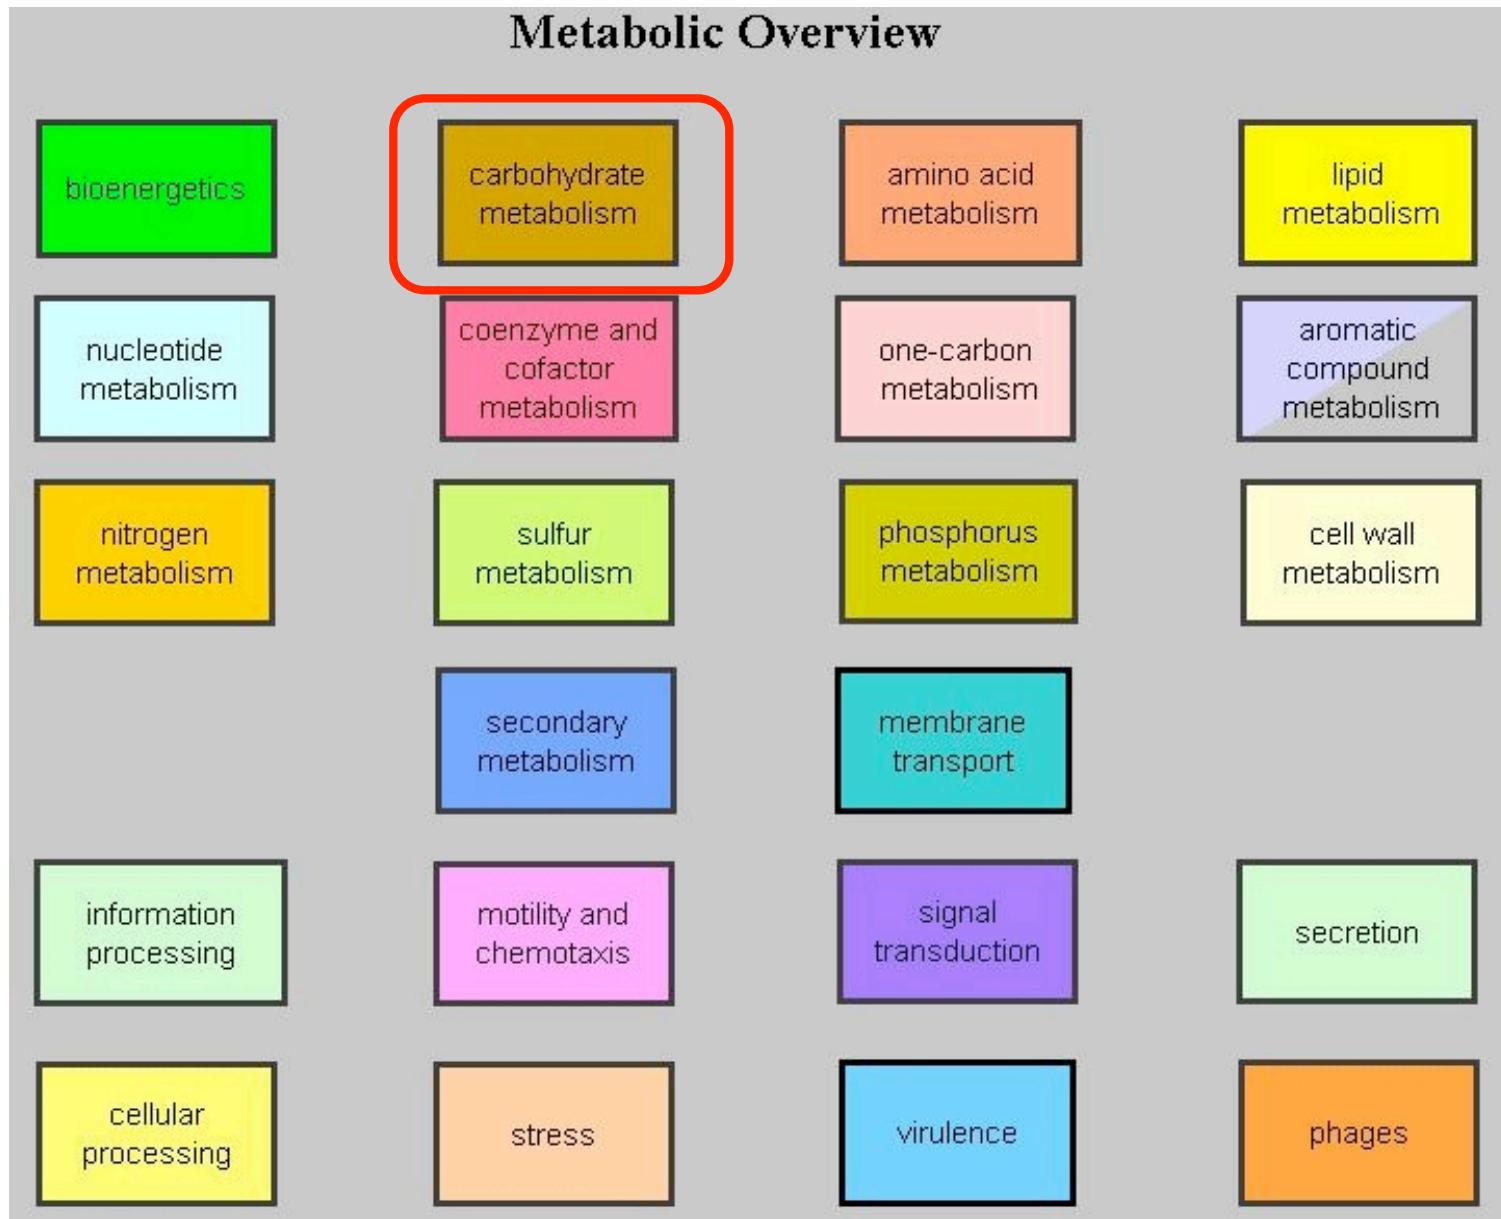 Metabolic Overview
bioenergetics
carbohydrate
metabolism
amino acid
metabolism
lipid
metabolism
nucleotide
metabolism
coenzyme and
cofactor
metabolism
one-carbon
metabolism
aromatic
compound
metabolism
nitrogen
metabolism
sulfur
metabolism
phosphorus
metabolism
cell wall
metabolism
secondary
metabolism
membrane
transport
information
processing
motility and
chemotaxis
signal
transduction
secretion
cellular
processing
stress
virulence
phages